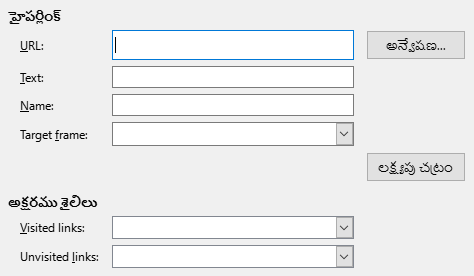 హైపర్లింక్
URL:
అన్వేషణ...
Text:
Name:
Target frame:
లక్ష్యపు చట్రం
అక్షరము శైలిలు
Visited links:
Unvisited links: